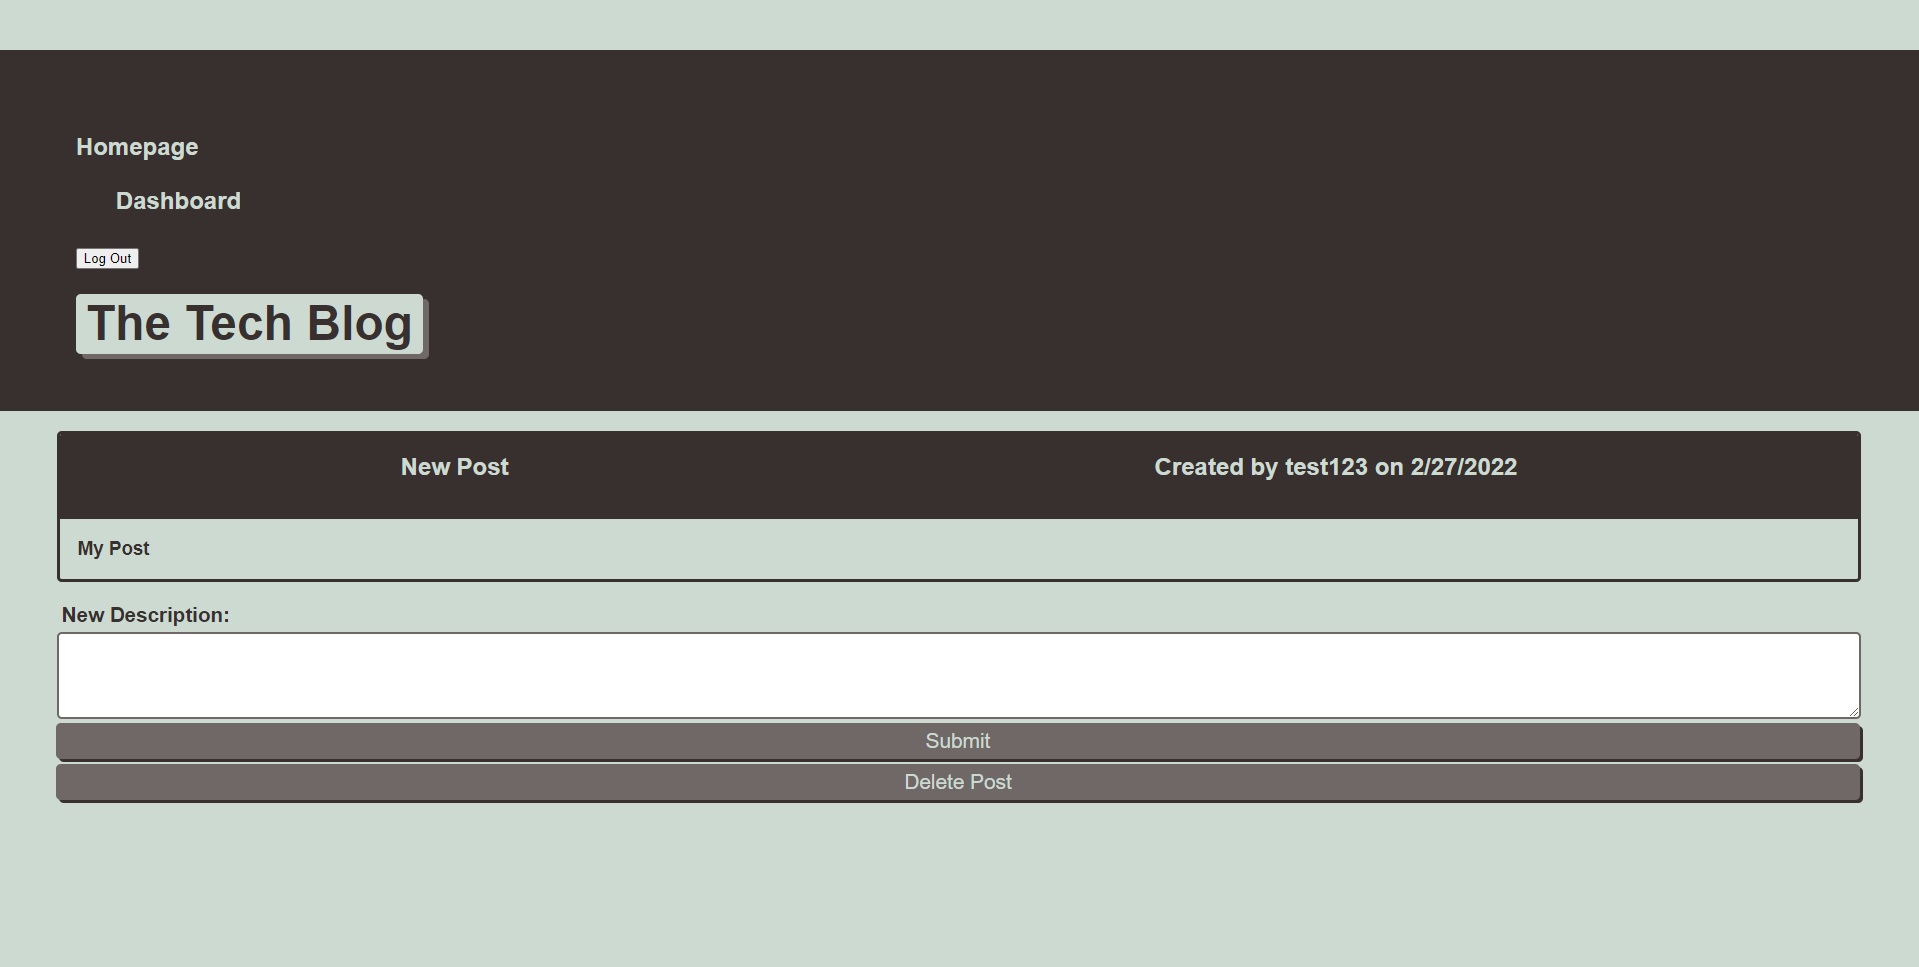 Homepage
Dashboard
Log Out
The Tech Blog
New Post
Created by test123 on 2/27/2022
My Post
New Description:
Submit
Delete Post